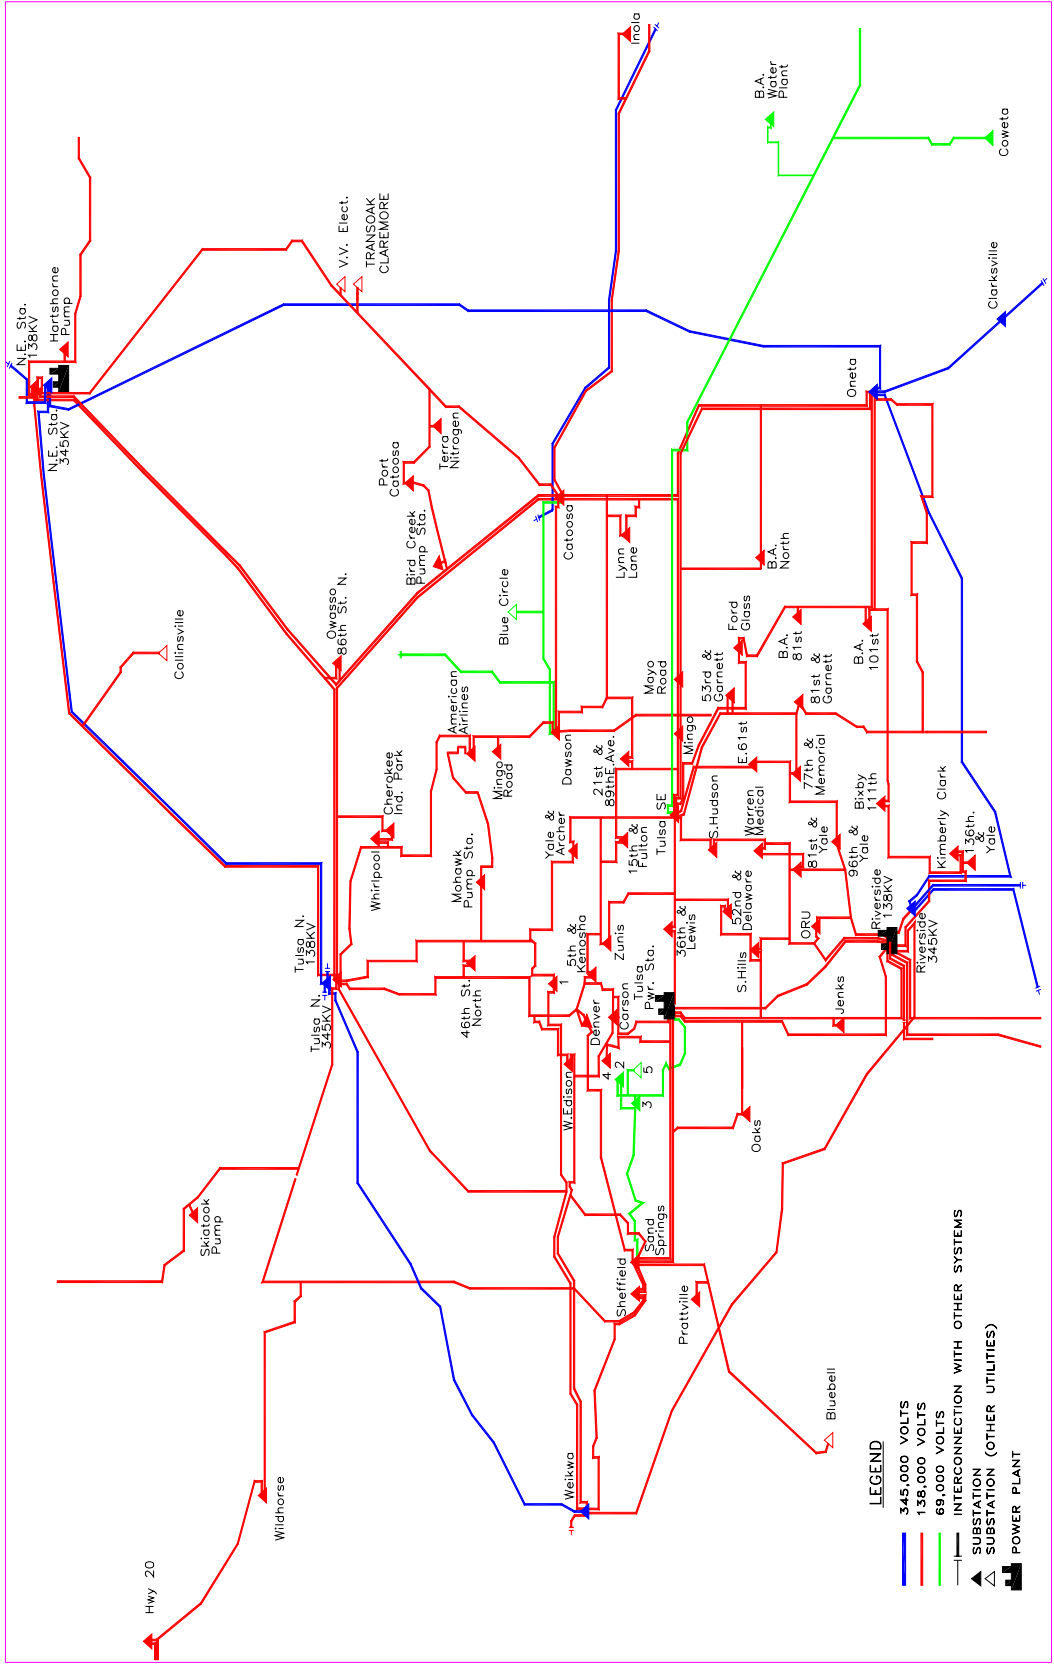 N.E. Sta.
138KV
Hartshorne
Pump
N.E. Sta.
345KV
Inola
B.A.
Water
Plant
Coweta
V.V. Elect.
TRANSOAK
CLAREMORE
Clarksville
Oneta
Port
Catoosa
Terra
Nitrogen
Bird Creek
Pump Sta.
Catoosa
Lynn
Lane
B.A.
North
Blue Circle
Owasso
86th St. N.
Collinsville
American
Airlines
Mingo
Road
Dawson
21st &
89thE.Ave.
Mayo
Road
Mingo
53rd &
Garnett
Ford
Glass
B.A.
81st
B.A.
101st
81st &
Garnett
E.61st
77th &
Memorial
Cherokee
Ind. Park
Whirlpool
Mohawk
Pump Sta.
Yale &
Archer
15th &
Fulton
Tulsa SE
S.Hudson
Warren
Medical
81st &
Yale
96th &
Yale
Bixby
111th
Kimberly Clark
136th.
&
Yale
Tulsa N.
138KV
Tulsa N.
345KV
46th St.
North
1
5th &
Kenosha
Zunis
36th &
Lewis
52nd &
Delaware
S.Hills
ORU
Riverside
138KV
Riverside
345KV
Jenks
Tulsa
Pwr. Sta.
Denver
Carson
W.Edison
4
2
5
3
Oaks
Skiatook
Pump
Sand
Springs
Sheffield
Prattville
Bluebell
Weikwa
Wildhorse
Hwy 20
LEGEND
345,000 VOLTS
138,000 VOLTS
69,000 VOLTS
INTERCONNECTION WITH OTHER SYSTEMS
SUBSTATION
SUBSTATION (OTHER UTILITIES)
POWER PLANT